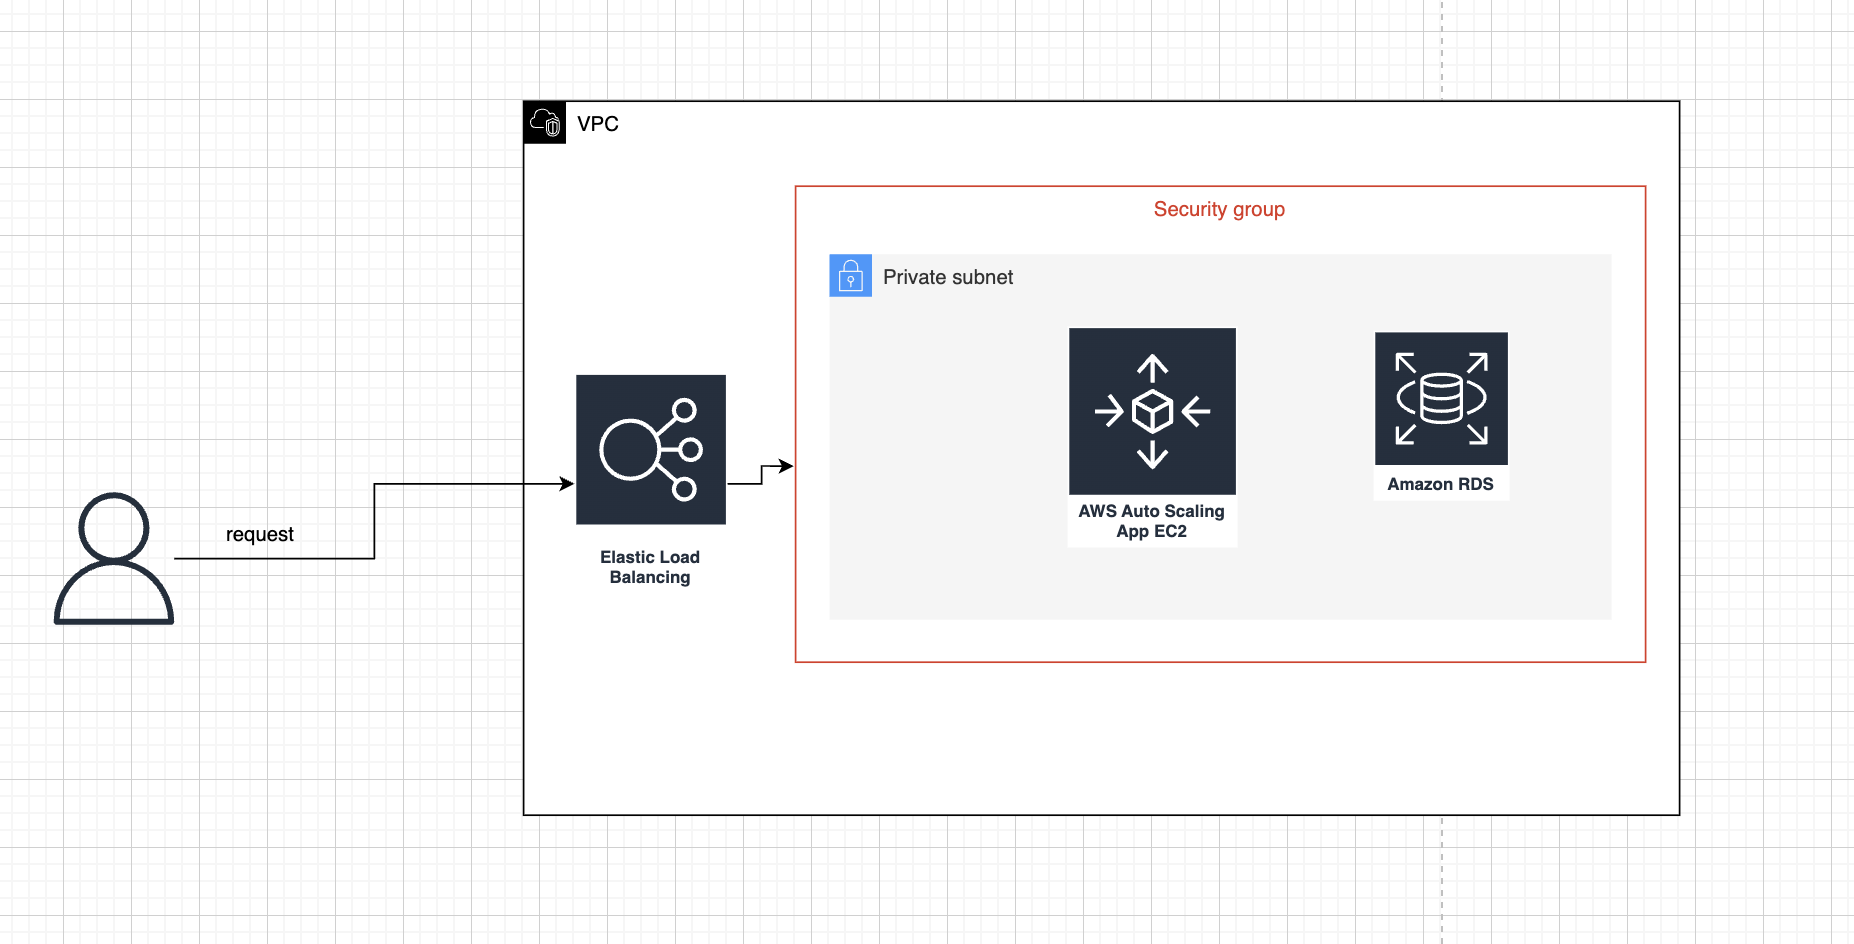 VPC
Security group
Private subnet
request
Elastic Load
Balancing
AWS Auto Scaling
App EC2
Amazon RDS